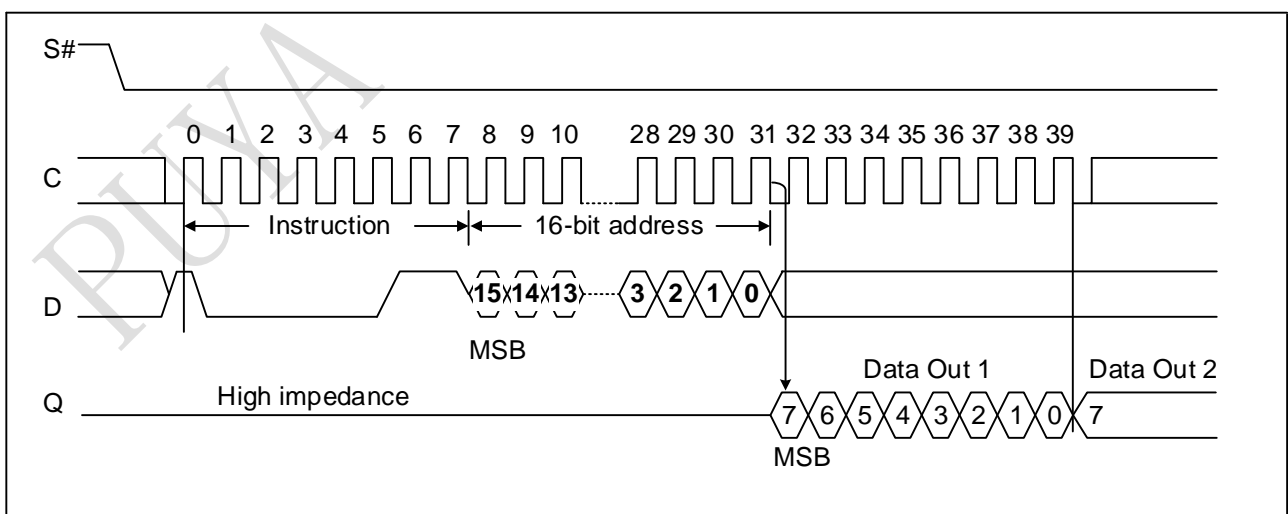 PUYA
S#
0 1 2 3 4 5 6 7 8 9 10 28 29 30 31 32 33 34 35 36 37 38 39
C
Instruction 16-bit address
D 15 14 13 3 2 1 0
MSB
Data Out 1 Data Out 2
Q High impedance 7 6 5 4 3 2 1 0 7
MSB